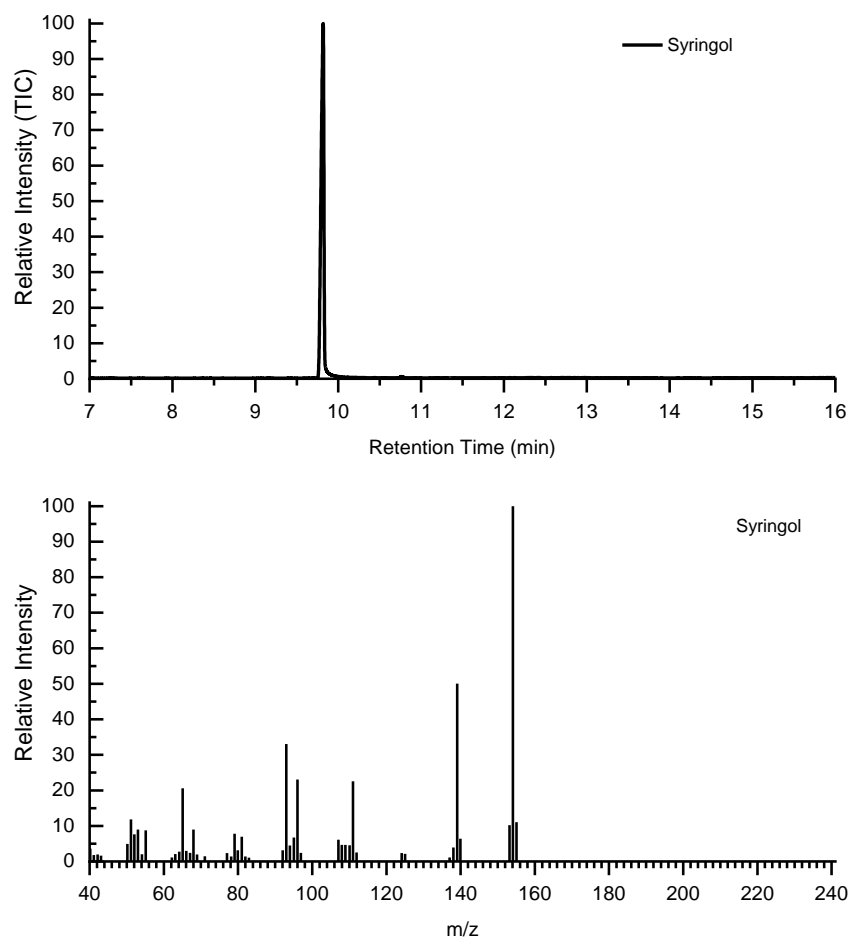 Relative Intensity (TIC)
100
90
80
70
60
50
40
30
20
10
0
Syringol
7 8 9 10 11 12 13 14 15 16
Retention Time (min)
Relative Intensity
100
90
80
70
60
50
40
30
20
10
0
Syringol
40 60 80 100 120 140 160 180 200 220 240
m/z